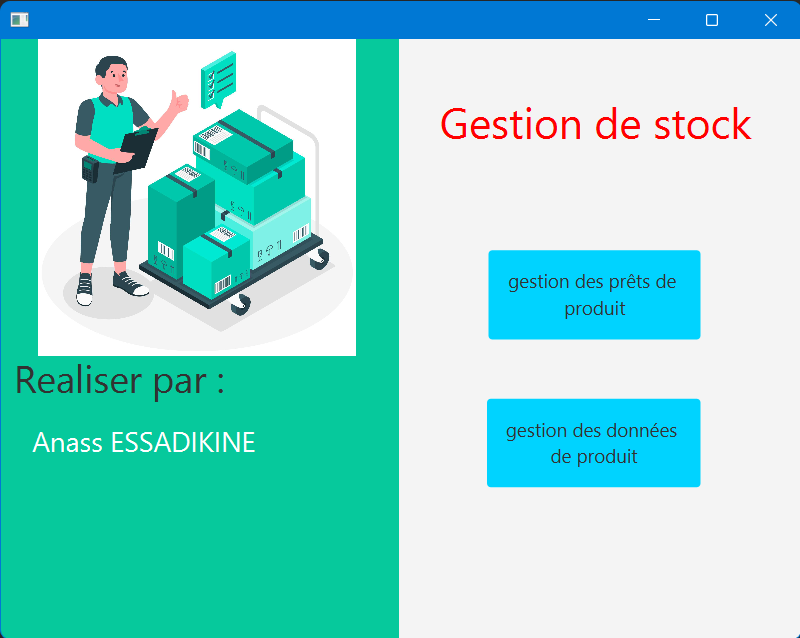 Gestion de stock
gestion des prêts de
produit
Realiser par :
Anass ESSADIKINE
gestion des données
de produit